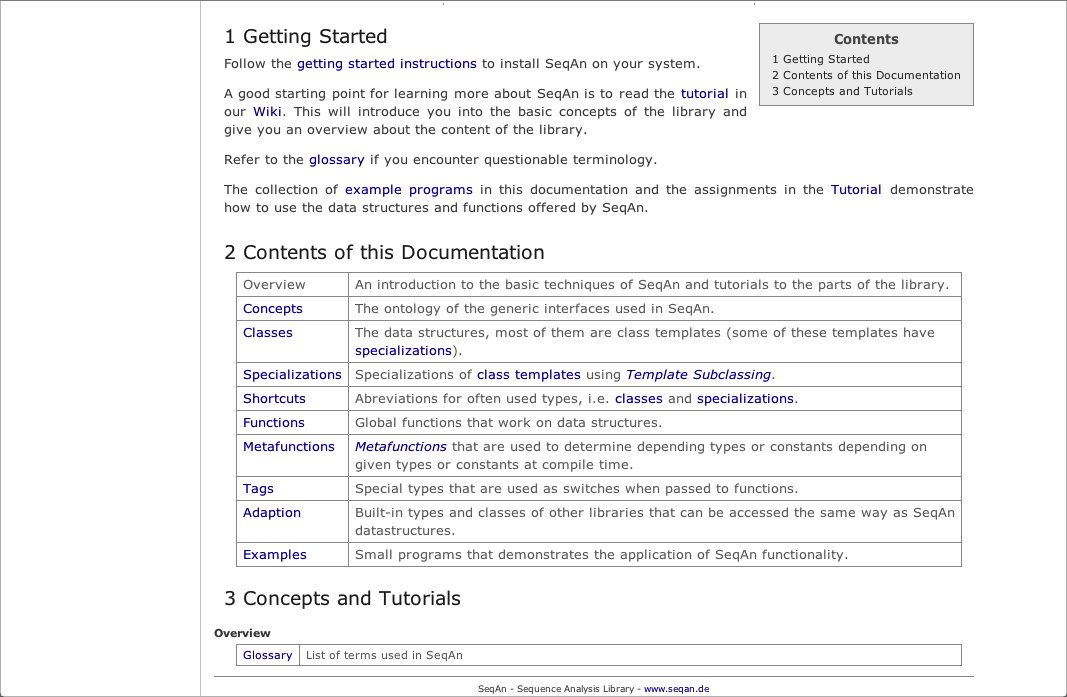 1 Getting Started
Contents
1 Getting Started
2 Contents of this Documentation
3 Concepts and Tutorials
Follow the getting started instructions to install SeqAn on your system.
A good starting point for learning more about SeqAn is to read the tutorial in
our Wiki. This will introduce you into the basic concepts of the library and
give you an overview about the content of the library.
Refer to the glossary if you encounter questionable terminology.
The collection of example programs in this documentation and the assignments in the Tutorial demonstrate
how to use the data structures and functions offered by SeqAn.
2 Contents of this Documentation
Overview An introduction to the basic techniques of SeqAn and tutorials to the parts of the library.
Concepts The ontology of the generic interfaces used in SeqAn.
Classes The data structures, most of them are class templates (some of these templates have
specializations).
Specializations Specializations of class templates using Template Subclassing.
Shortcuts Abreviations for often used types, i.e. classes and specializations.
Functions Global functions that work on data structures.
Metafunctions Metafunctions that are used to determine depending types or constants depending on
given types or constants at compile time.
Tags Special types that are used as switches when passed to functions.
Adaption Built-in types and classes of other libraries that can be accessed the same way as SeqAn
datastructures.
Examples Small programs that demonstrates the application of SeqAn functionality.
3 Concepts and Tutorials
Overview
Glossary List of terms used in SeqAn
SeqAn - Sequence Analysis Library - www.seqan.de